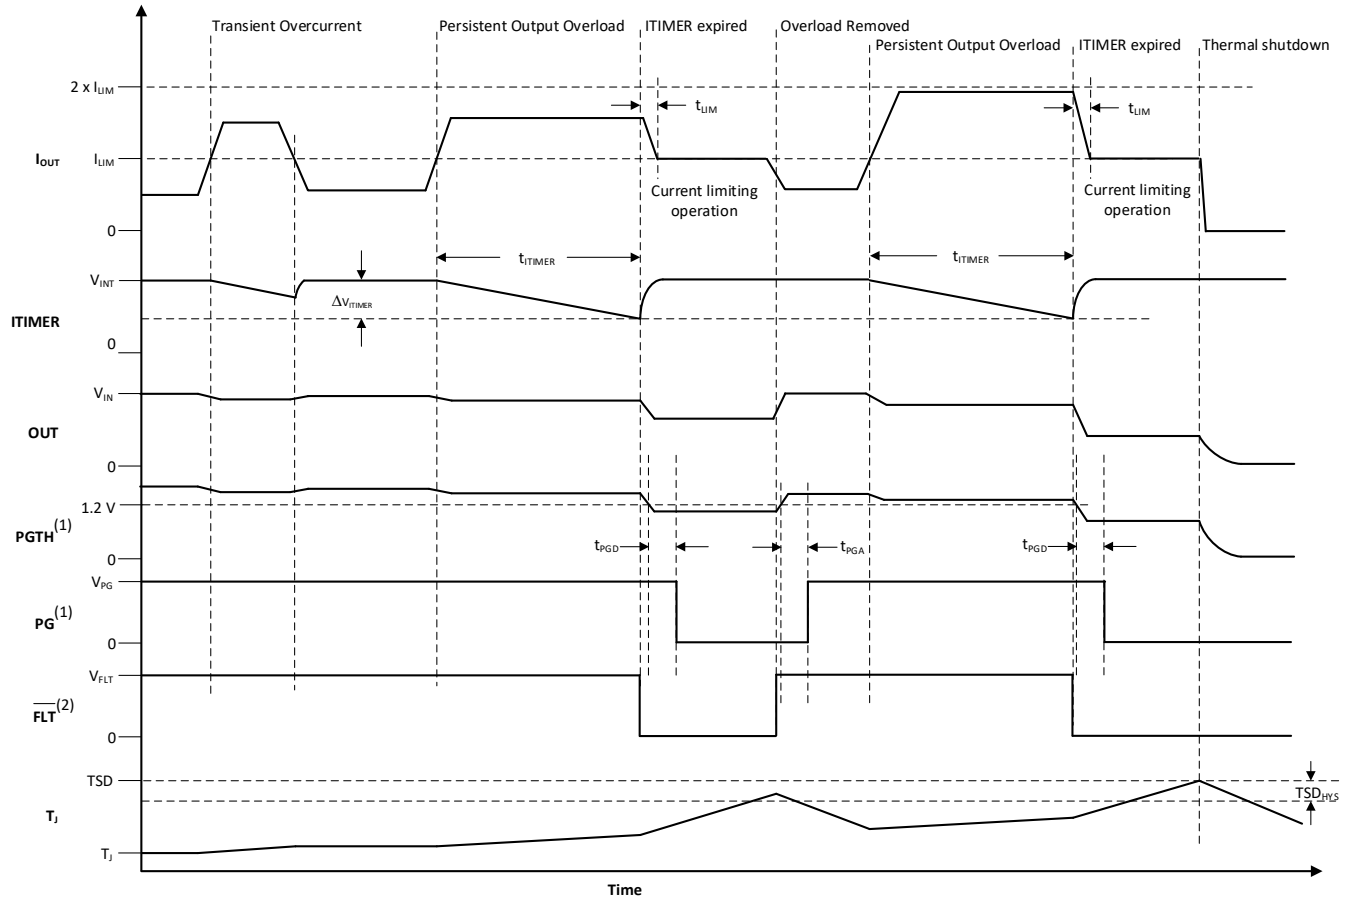 Transient Overcurrent
Persistent Output Overload
ITIMER expired
Overload Removed
Persistent Output Overload
ITIMER expired
Thermal shutdown
2 x ILIM
tLIM
tLIM
IOUT
ILIM
Current limiting
operation
Current limiting
operation
0
tITIMER
tITIMER
VINT
ΔVITIMER
ITIMER
0
VIN
OUT
0
1.2 V
PGTH(1)
tPGD
tPGA
tPGD
0
VPG
PG(1)
0
VFLT
FLT(2)
0
TSD
TSDHYS
TJ
TJ
Time